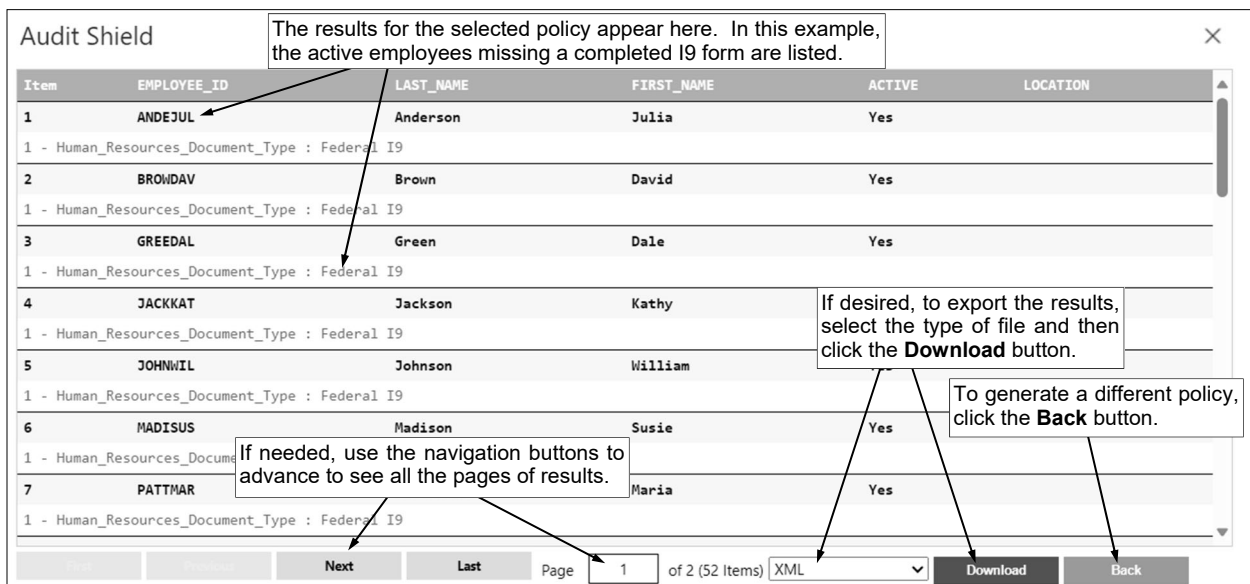 Audit Shield
The results for the selected policy appear here. In this example,
the active employees missing a completed I9 form are listed.
Item EMPLOYEE_ID LAST_NAME FIRST_NAME ACTIVE LOCATION
1 ANDEJUL Anderson Julia Yes
1 - Human_Resources_Document_Type : Federal I9
2 BROWDAV Brown David Yes
1 - Human_Resources_Document_Type : Federal I9
3 GREEDAL Green Dale Yes
1 - Human_Resources_Document_Type : Federal I9
4 JACKKAT Jackson Kathy
1 - Human_Resources_Document_Type : Federal I9
If desired, to export the results,
select the type of file and then
click the Download button.
5 JOHNWIL Johnson William
1 - Human_Resources_Document_Type : Federal I9
To generate a different policy,
click the Back button.
6 MADISUS Madison Susie Yes
1 - Human_Resources_Docume
If needed, use the navigation buttons to
advance to see all the pages of results.
7 PATTMAR Maria Yes
1 - Human_Resources_Document_Type : Federal I9
First Previous Next Last Page 1 of 2 (52 Items) XML Download Back